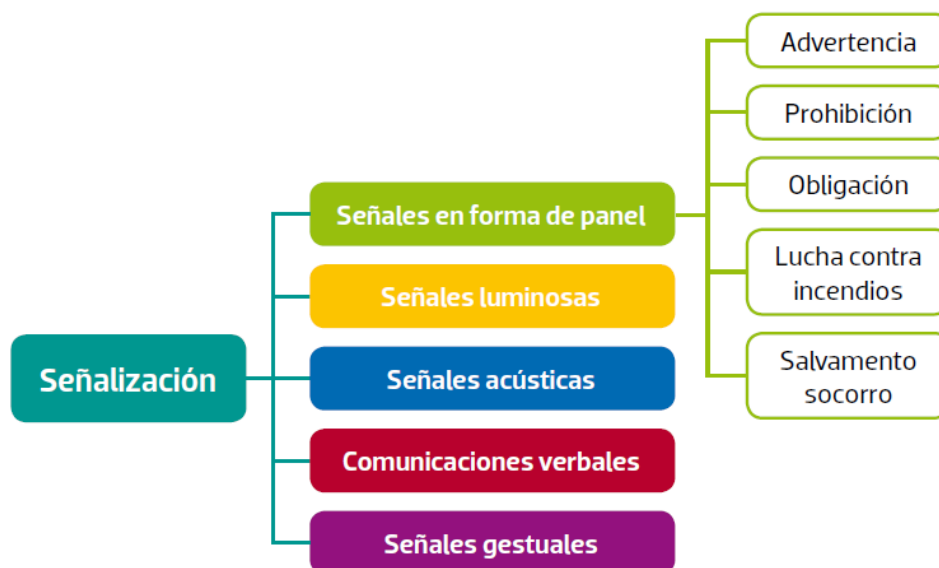 Señalización
Señales en forma de panel
Advertencia
Prohibición
Obligación
Lucha contra
incendios
Salvamento
socorro
Señales luminosas
Señales acústicas
Comunicaciones verbales
Señales gestuales